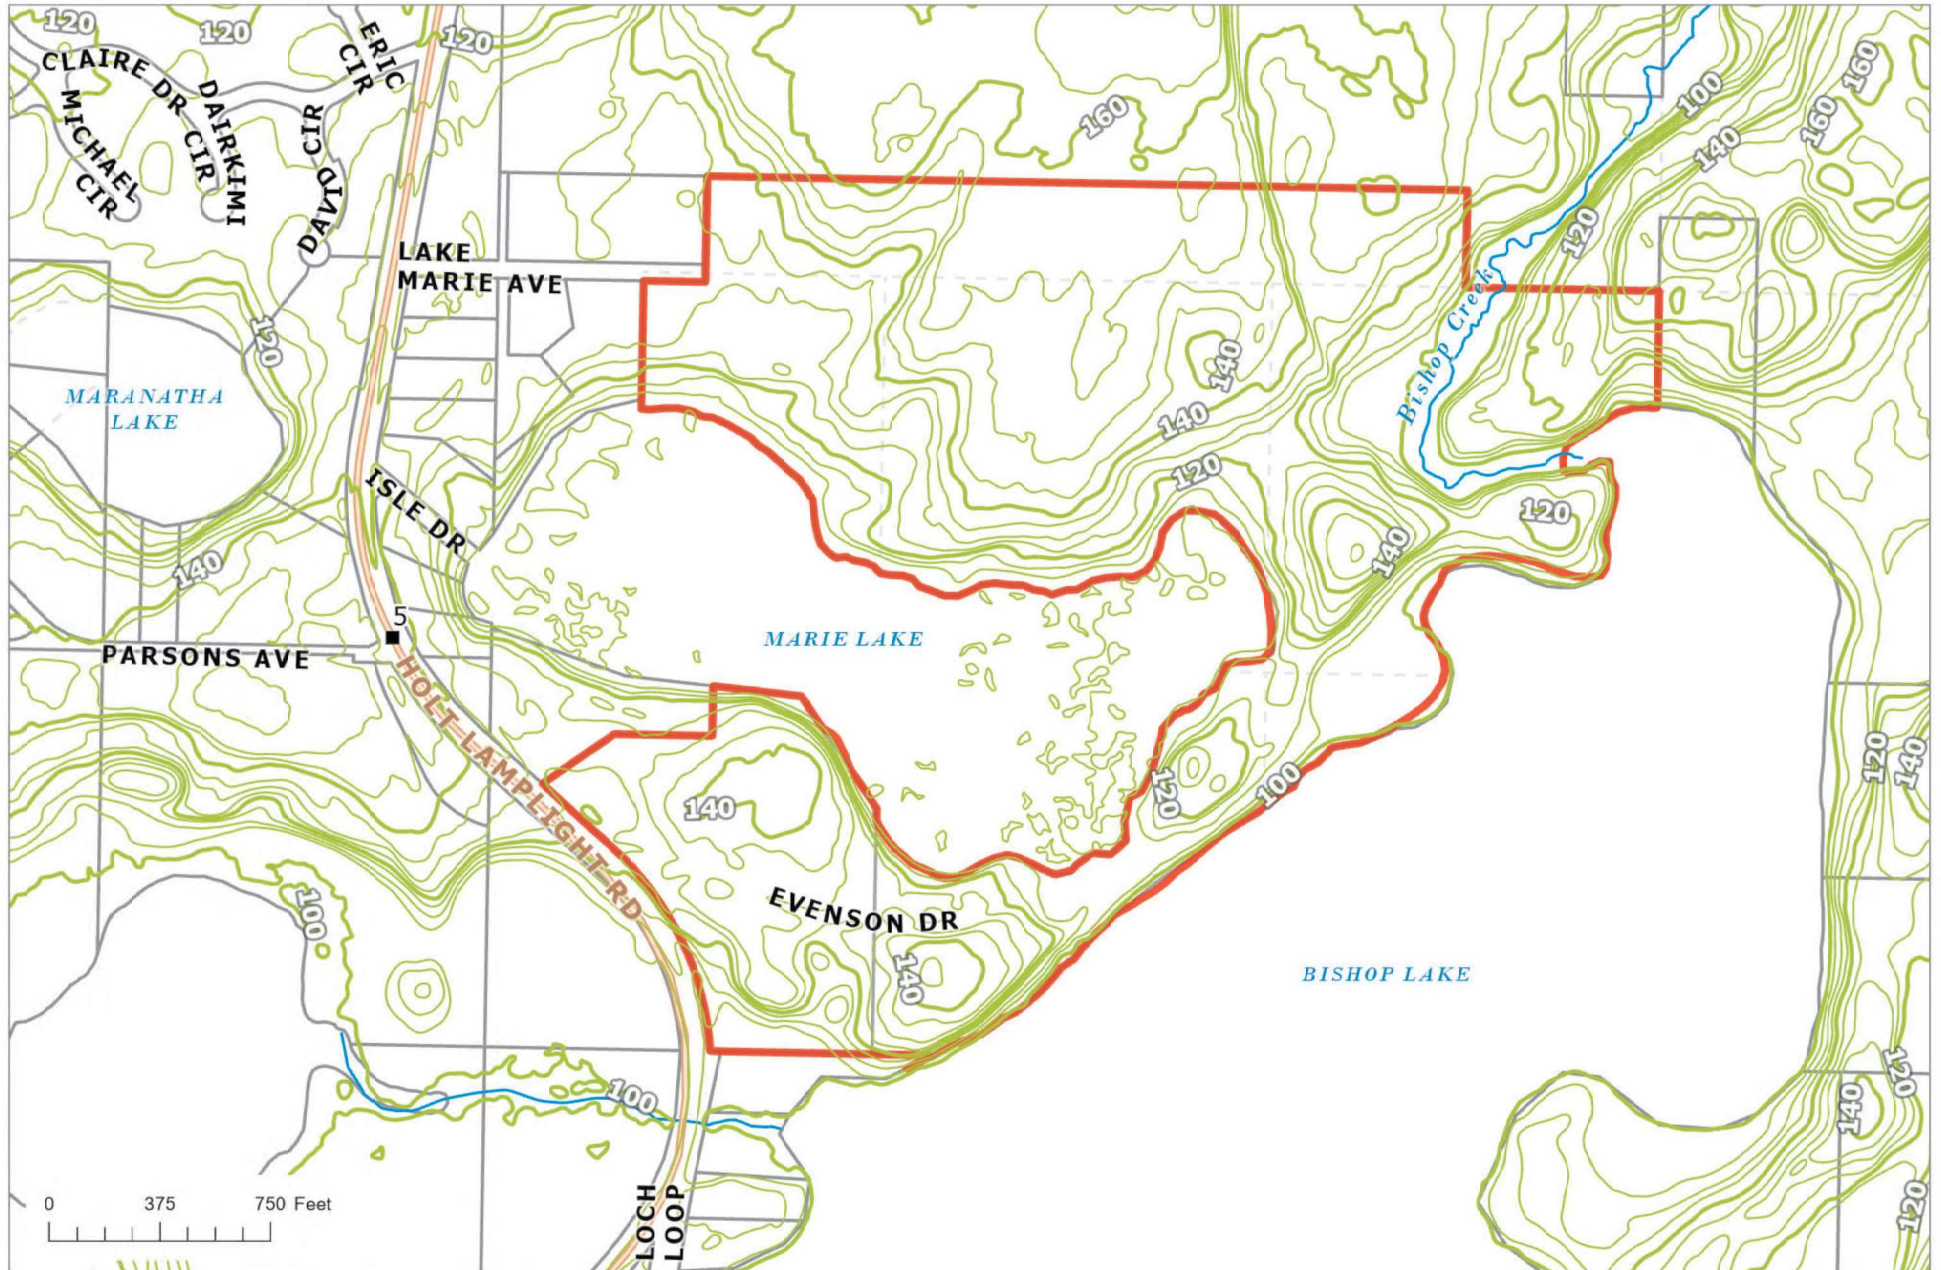 120
120
120
160
100
160
160
140
CLAIRE DR
ERIC
CIR
MICHAEL
CIR
DAIRKIMI
CIR
DAVID CIR
LAKE
MARIE AVE
120
120
Bishop Creek
140
140
120
MARANATHA
LAKE
ISLE DR
120
140
140
5
PARSONS AVE
MARIE LAKE
HOLT LAMPLIGHT RD
140
120
100
120
140
EVENSON DR
100
140
BISHOP LAKE
100
120
140
120
0 375 750 Feet
LOCH
LOOP